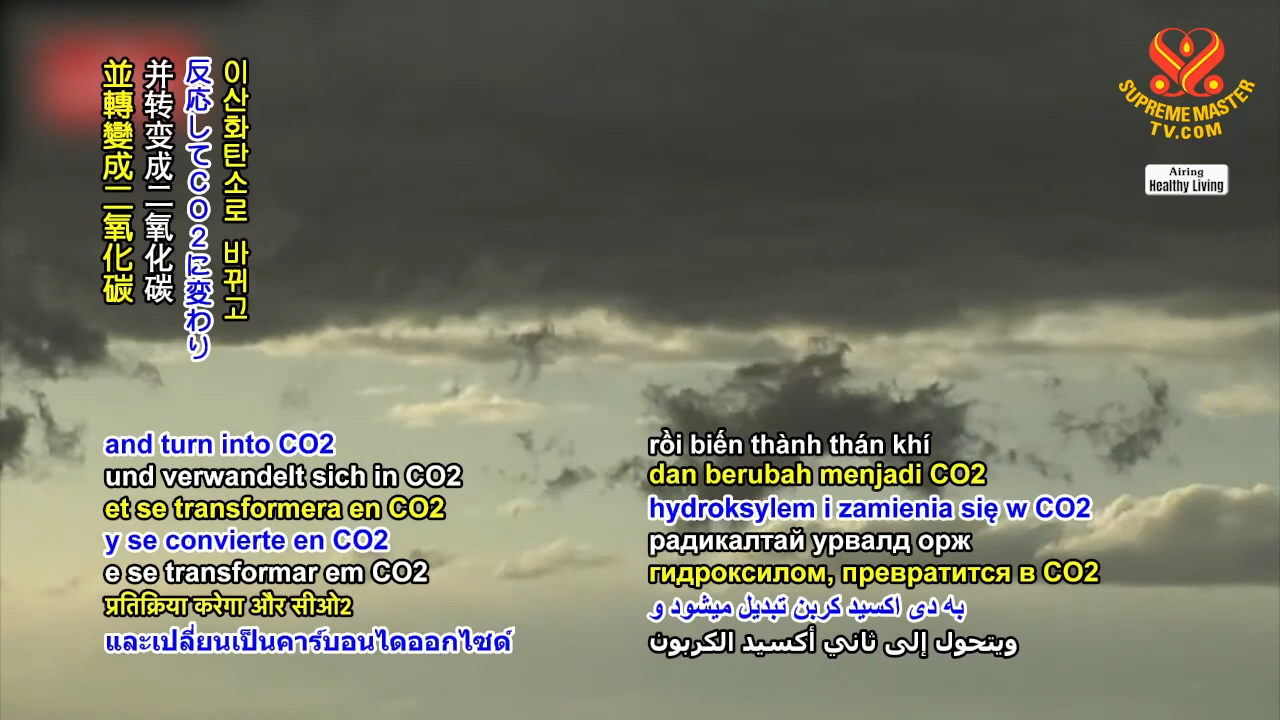 並轉變成二氧化碳
并转变成二氧化碳
反応してCO2に変わり
이산화탄소로 바뀌고
SUPREME MASTER
TV.COM
Airing
Healthy Living
and turn into CO2
und verwandelt sich in CO2
et se transformera en CO2
y se convierte en CO2
e se transformar em CO2
प्रतिक्रिया करेगा और सीओ2
และเปลี่ยนเป็นคาร์บอนไดออกไซด์
rồi biến thành thán khí
dan berubah menjadi CO2
hydroksylem i zamienia się w CO2
радикалтай урвалд орж
гидроксилом, превратится в CO2
به دی اکسید کربن تبدیل میشود و
ويتحول إلى ثاني أكسيد الكربون